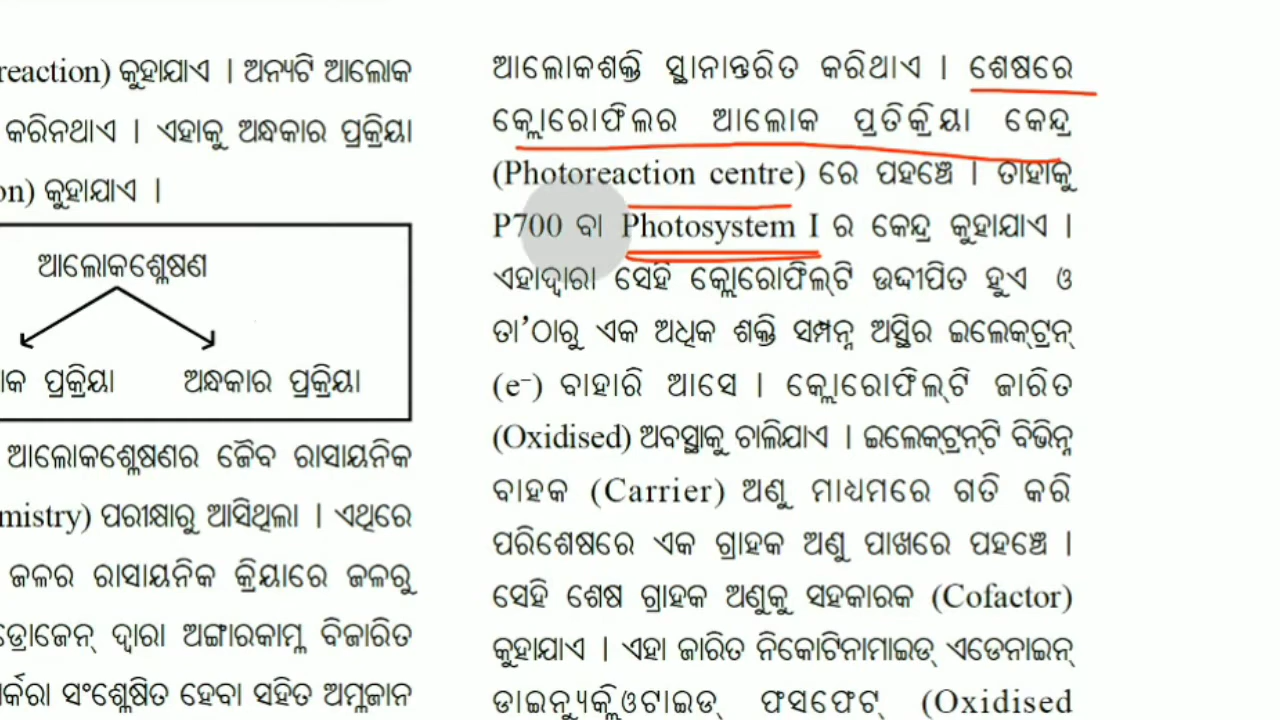 reaction) କୁହାଯାଏ । ଅନ୍ୟଟି ଆଲୋକ
କରିନଥାଏ । ଏହାକୁ ଅନ୍ଧକାର ପ୍ରକ୍ରିୟା
on) କୁହାଯାଏ ।
ଆଲୋକଶ୍ଳେଷଣ
ାକ ପ୍ରକ୍ରିୟା ଅନ୍ଧକାର ପ୍ରକ୍ରିୟା
ଆଲୋକଶ୍ଳେଷଣର ଜୈବ ରାସାୟନିକ
mistry) ପରୀକ୍ଷାରୁ ଆସିଥିଲା । ଏଥିରେ
ଜଳର ରାସାୟନିକ କ୍ରିୟାରେ ଜଳରୁ
ଡ୍ରୋଜେନ୍ ଦ୍ୱାରା ଅଙ୍ଗାରକାମ୍ଳ ବିଜାରିତ
ର୍କରା ସଂଶ୍ଳେଷିତ ହେବା ସହିତ ଅମ୍ଳଜାନ
ଆଲୋକଶକ୍ତି ସ୍ଥାନାନ୍ତରିତ କରିଥାଏ । ଶେଷରେ
କ୍ଲୋରୋଫିଲର ଆଲୋକ ପ୍ରତିକ୍ରିୟା କେନ୍ଦ୍ର
(Photoreaction centre) ରେ ପହଞ୍ଚେ । ତାହାକୁ
P700 ବା Photosystem I ର କେନ୍ଦ୍ର କୁହାଯାଏ ।
ଏହାଦ୍ୱାରା ସେହି କ୍ଲୋରୋଫିଲ୍‌ଟି ଉଦ୍ଦୀପିତ ହୁଏ ଓ
ତା’ଠାରୁ ଏକ ଅଧିକ ଶକ୍ତି ସମ୍ପନ୍ନ ଅସ୍ଥିର ଇଲେକ୍‌ଟ୍ରନ୍
(e⁻) ବାହାରି ଆସେ । କ୍ଲୋରୋଫିଲ୍‌ଟି ଜାରିତ
(Oxidised) ଅବସ୍ଥାକୁ ଚାଲିଯାଏ । ଇଲେକ୍‌ଟ୍ରନ୍‌ଟି ବିଭିନ୍ନ
ବାହକ (Carrier) ଅଣୁ ମାଧ୍ୟମରେ ଗତି କରି
ପରିଶେଷରେ ଏକ ଗ୍ରାହକ ଅଣୁ ପାଖରେ ପହଞ୍ଚେ ।
ସେହି ଶେଷ ଗ୍ରାହକ ଅଣୁକୁ ସହକାରକ (Cofactor)
କୁହାଯାଏ । ଏହା ଜାରିତ ନିକୋଟିନାମାଇଡ୍ ଏଡେନାଇନ୍
ଡାଇନ୍ୟୁକ୍ଲିଓଟାଇଡ୍ ଫସଫେଟ୍ (Oxidised